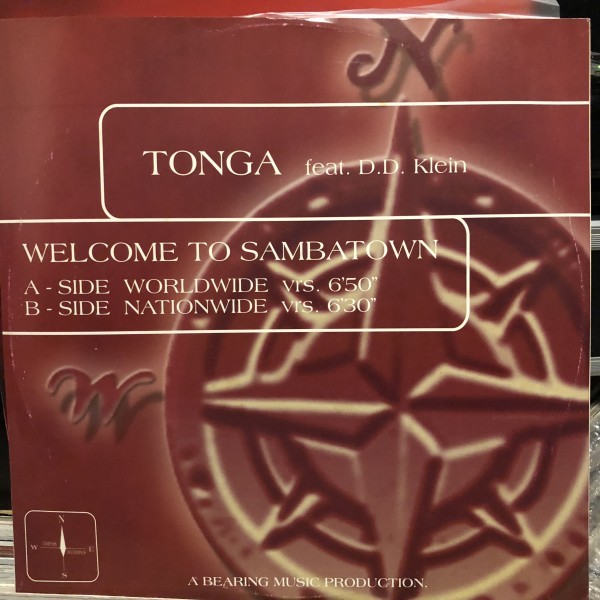 N
TONGA feat. D.D. Klein
WELCOME TO SAMBATOWN
A - SIDE WORLDWIDE vrs. 6'50"
B - SIDE NATIONWIDE vrs. 6'30"
W
N
W E
S
A BEARING MUSIC PRODUCTION.